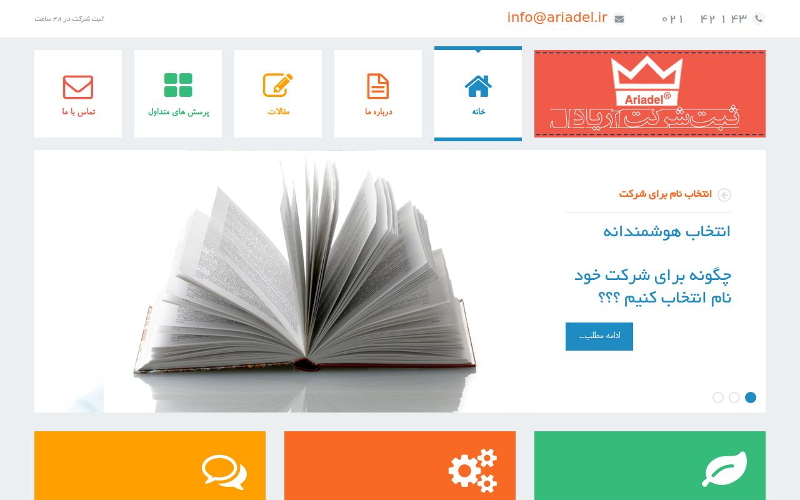 ۰۲۱ ۴۲ ۱ ۴۳
info@ariadel.ir
ثبت شرکت در ۴۸ ساعت
Ariadel®
ثبت شرکت آریادل
خانه
درباره ما
مقالات
پرسش های متداول
تماس با ما
انتخاب نام برای شرکت
انتخاب هوشمندانه
چگونه برای شرکت خود
نام انتخاب کنیم ؟؟؟
ادامه مطلب...